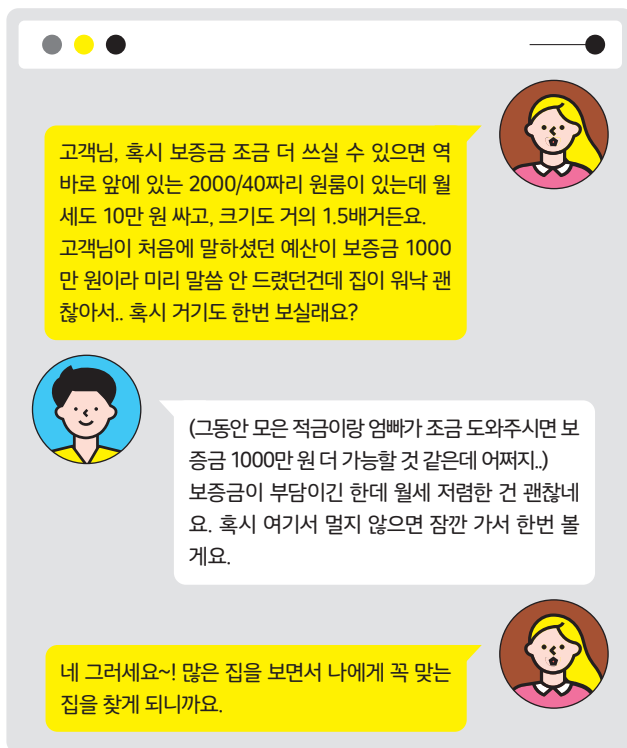 고객님, 혹시 보증금 조금 더 쓰실 수 있으면 역
바로 앞에 있는 2000/40짜리 원룸이 있는데 월
세도 10만 원 싸고, 크기도 거의 1.5배거든요.
고객님이 처음에 말하셨던 예산이 보증금 1000
만 원이라 미리 말씀 안 드렸던건데 집이 워낙 괜
찮아서.. 혹시 거기도 한번 보실래요?
(그동안 모은 적금이랑 엄빠가 조금 도와주시면 보
증금 1000만 원 더 가능할 것 같은데 어쩌지..)
보증금이 부담이긴 한데 월세 저렴한 건 괜찮네
요. 혹시 여기서 멀지 않으면 잠깐 가서 한번 볼
게요.
네 그러세요~! 많은 집을 보면서 나에게 꼭 맞는
집을 찾게 되니까요.